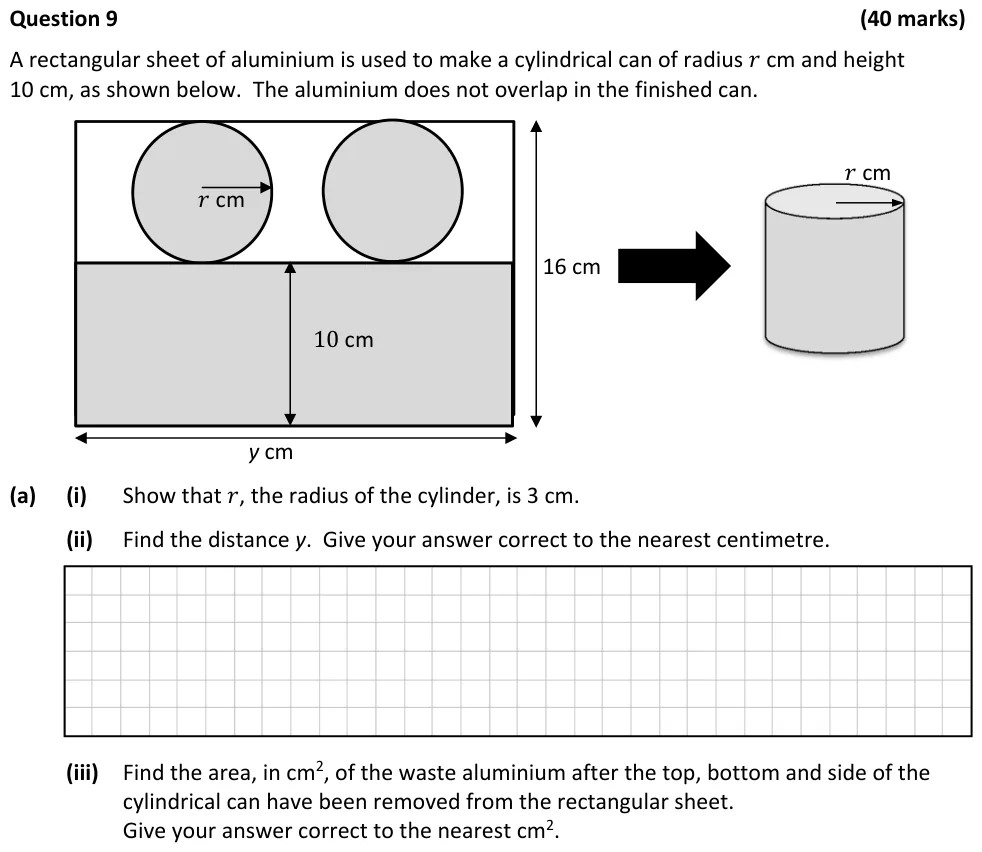 Question 9 (40 marks)
A rectangular sheet of aluminium is used to make a cylindrical can of radius r cm and height
10 cm, as shown below. The aluminium does not overlap in the finished can.
r cm
r cm
16 cm
10 cm
y cm
(a) (i) Show that r, the radius of the cylinder, is 3 cm.
(ii) Find the distance y. Give your answer correct to the nearest centimetre.
(iii) Find the area, in cm², of the waste aluminium after the top, bottom and side of the
cylindrical can have been removed from the rectangular sheet.
Give your answer correct to the nearest cm².